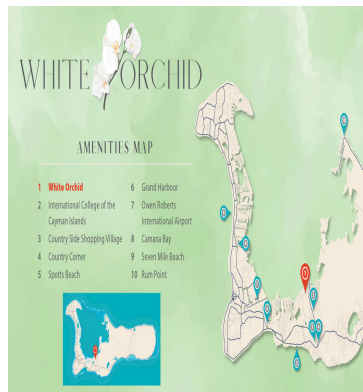 WHITE ORCHID
AMENITIES MAP
1 White Orchid
2 International College of the
Cayman Islands
3 Country Side Shopping Village
4 Country Corner
5 Spotts Beach
6 Grand Harbour
7 Owen Roberts
International Airport
8 Camana Bay
9 Seven Mile Beach
10 Rum Point